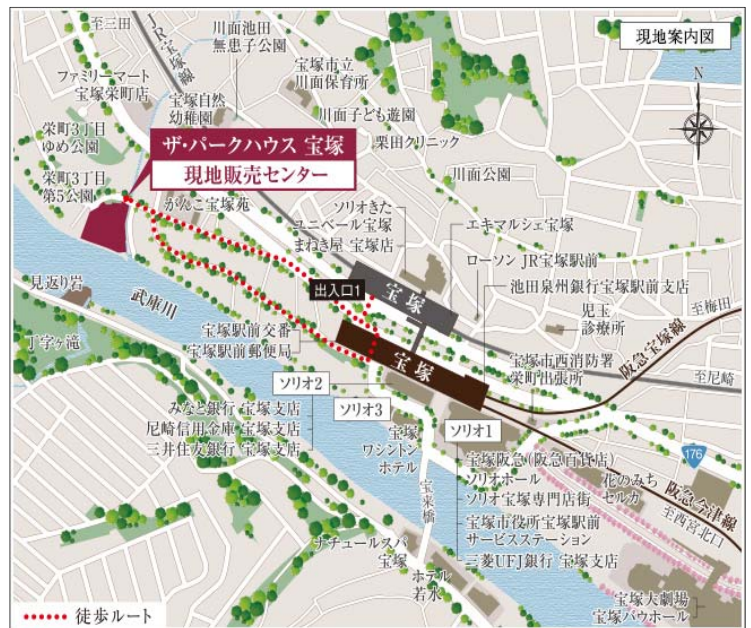 至三田
JR宝塚線
川面池田
無患子公園
現地案内図
N
ファミリーマート
宝塚栄町店
宝塚市立
川面保育所
宝塚自然
幼稚園
川面子ども遊園
栄町3丁目
ゆめ公園
ザ・パークハウス 宝塚
現地販売センター
栗田クリニック
川面公園
栄町3丁目
第5公園
がんこ宝塚苑
ソリオきた
ユニベール宝塚
まねき屋 宝塚店
エキマルシェ宝塚
ローソン JR宝塚駅前
見返り岩
武庫川
出入口1
宝塚
池田泉州銀行宝塚駅前支店
児玉
診療所
至梅田
丁字ヶ滝
宝塚駅前交番
宝塚駅前郵便局
宝塚
宝塚市西消防署
栄町出張所
阪急宝塚線
至尼崎
ソリオ2
みなと銀行 宝塚支店
尼崎信用金庫 宝塚支店
三井住友銀行 宝塚支店
ソリオ3
ソリオ1
宝塚
ワシントン
ホテル
宝塚阪急(阪急百貨店)
ソリオホール
ソリオ宝塚専門店街
宝塚市役所宝塚駅前
サービスステーション
三菱UFJ銀行 宝塚支店
花のみち
セルカ
176
阪急今津線
至西宮北口
宝来橋
ナチュールスパ
宝塚
ホテル
若水
宝塚大劇場
宝塚バウホール
徒歩ルート